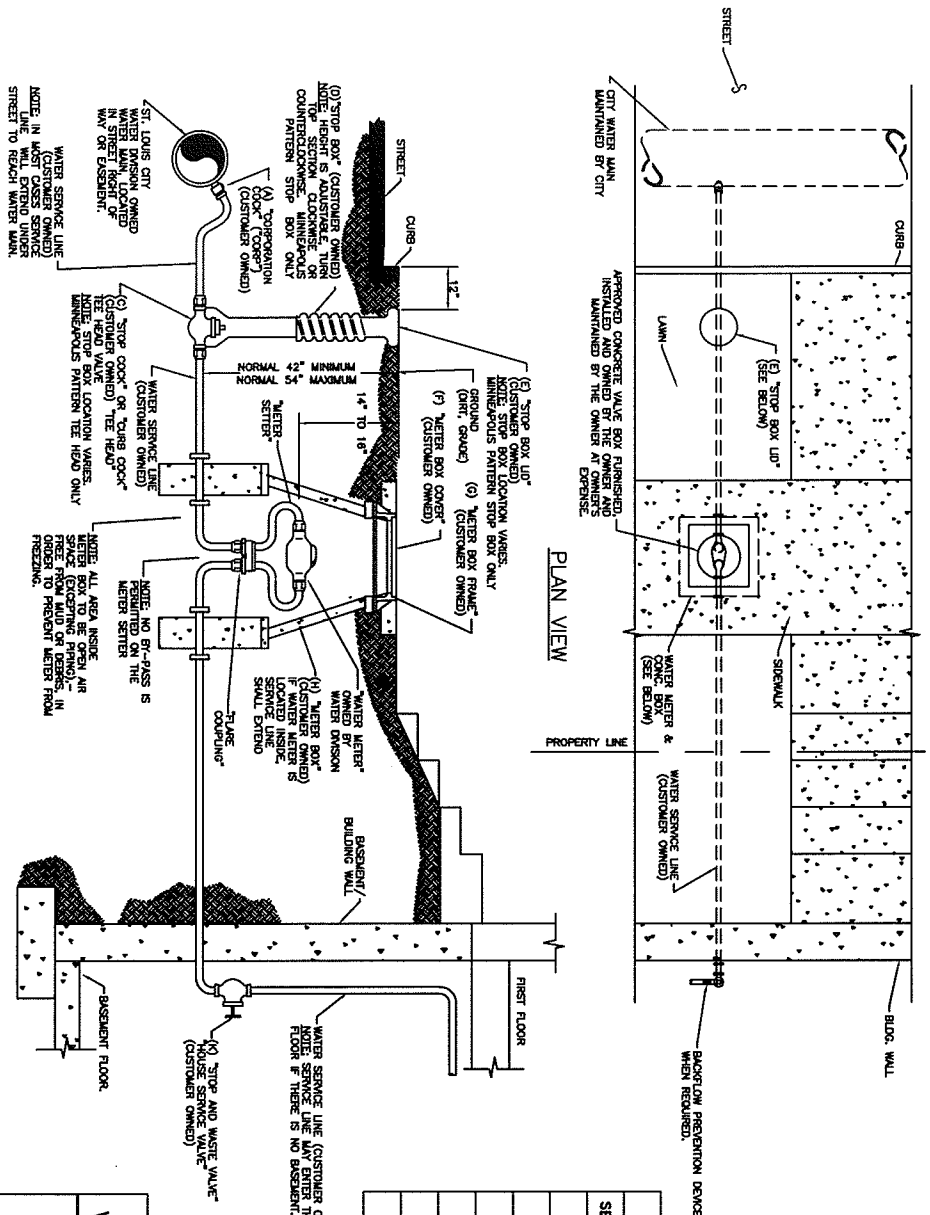 STREET
CITY WATER MAIN
MAINTAINED BY CITY
CURB
LAWN
(E) "STOP BOX LID"
(SEE BELOW)
APPROVED CONCRETE VALVE BOX FURNISHED,
INSTALLED AND OWNED BY THE OWNER AND
MAINTAINED BY THE OWNER AT OWNER'S
EXPENSE.
WATER METER &
CONC. BOX
(SEE BELOW)
SIDEWALK
PROPERTY LINE
WATER SERVICE LINE
(CUSTOMER OWNED)
BLDG. WALL
BACKFLOW PREVENTION DEVICE
WHEN REQUIRED.
PLAN VIEW
STREET
CURB
12"
(D) "STOP BOX" (CUSTOMER OWNED)
NOTE: HEIGHT IS ADJUSTABLE, TURN
TOP SECTION CLOCKWISE OR
COUNTERCLOCKWISE. MINNEAPOLIS
PATTERN STOP BOX ONLY
(E) "STOP BOX LID"
(CUSTOMER OWNED)
NOTE: STOP BOX LOCATION VARIES.
MINNEAPOLIS PATTERN STOP BOX ONLY
GROUND
(DIRT, GRADE)
(G) "METER BOX FRAME"
(CUSTOMER OWNED)
(F) "METER BOX COVER"
(CUSTOMER OWNED)
14" TO 16"
NORMAL 42" MINIMUM
NORMAL 54" MAXIMUM
"METER
SETTER"
(A) "CORPORATION
COCK" ("CORP")
(CUSTOMER OWNED)
ST. LOUIS CITY
WATER DIVISION OWNED
WATER MAIN, LOCATED
IN STREET RIGHT OF
WAY OR EASEMENT.
WATER SERVICE LINE
(CUSTOMER OWNED)
NOTE: IN MOST CASES SERVICE
LINE WILL EXTEND UNDER
STREET TO REACH WATER MAIN.
(C) "STOP COCK" OR "CURB COCK"
(CUSTOMER OWNED) "TEE HEAD"
TEE HEAD VALVE
NOTE: STOP BOX LOCATION VARIES.
MINNEAPOLIS PATTERN TEE HEAD ONLY
WATER SERVICE LINE
(CUSTOMER OWNED)
NOTE: ALL AREA INSIDE
METER BOX TO BE OPEN AIR
SPACE (EXCEPTING PIPING),
FREE FROM MUD OR DEBRIS, IN
ORDER TO PREVENT METER FROM
FREEZING.
NOTE: NO BY-PASS IS
PERMITTED ON THE
METER SETTER
"FLARE
COUPLING"
"WATER METER"
OWNED BY
WATER DIVISION
(H) "METER BOX"
(CUSTOMER OWNED)
IF WATER METER IS
LOCATED INSIDE,
SERVICE LINE
SHALL EXTEND
BASEMENT/
BUILDING WALL
FIRST FLOOR
WATER SERVICE LINE (CUSTOMER O
NOTE: SERVICE LINE MAY ENTER TH
FLOOR IF THERE IS NO BASEMENT.
(K) "STOP AND WASTE VALVE"
"HOUSE SERVICE VALVE"
(CUSTOMER OWNED)
BASEMENT FLOOR.
SE